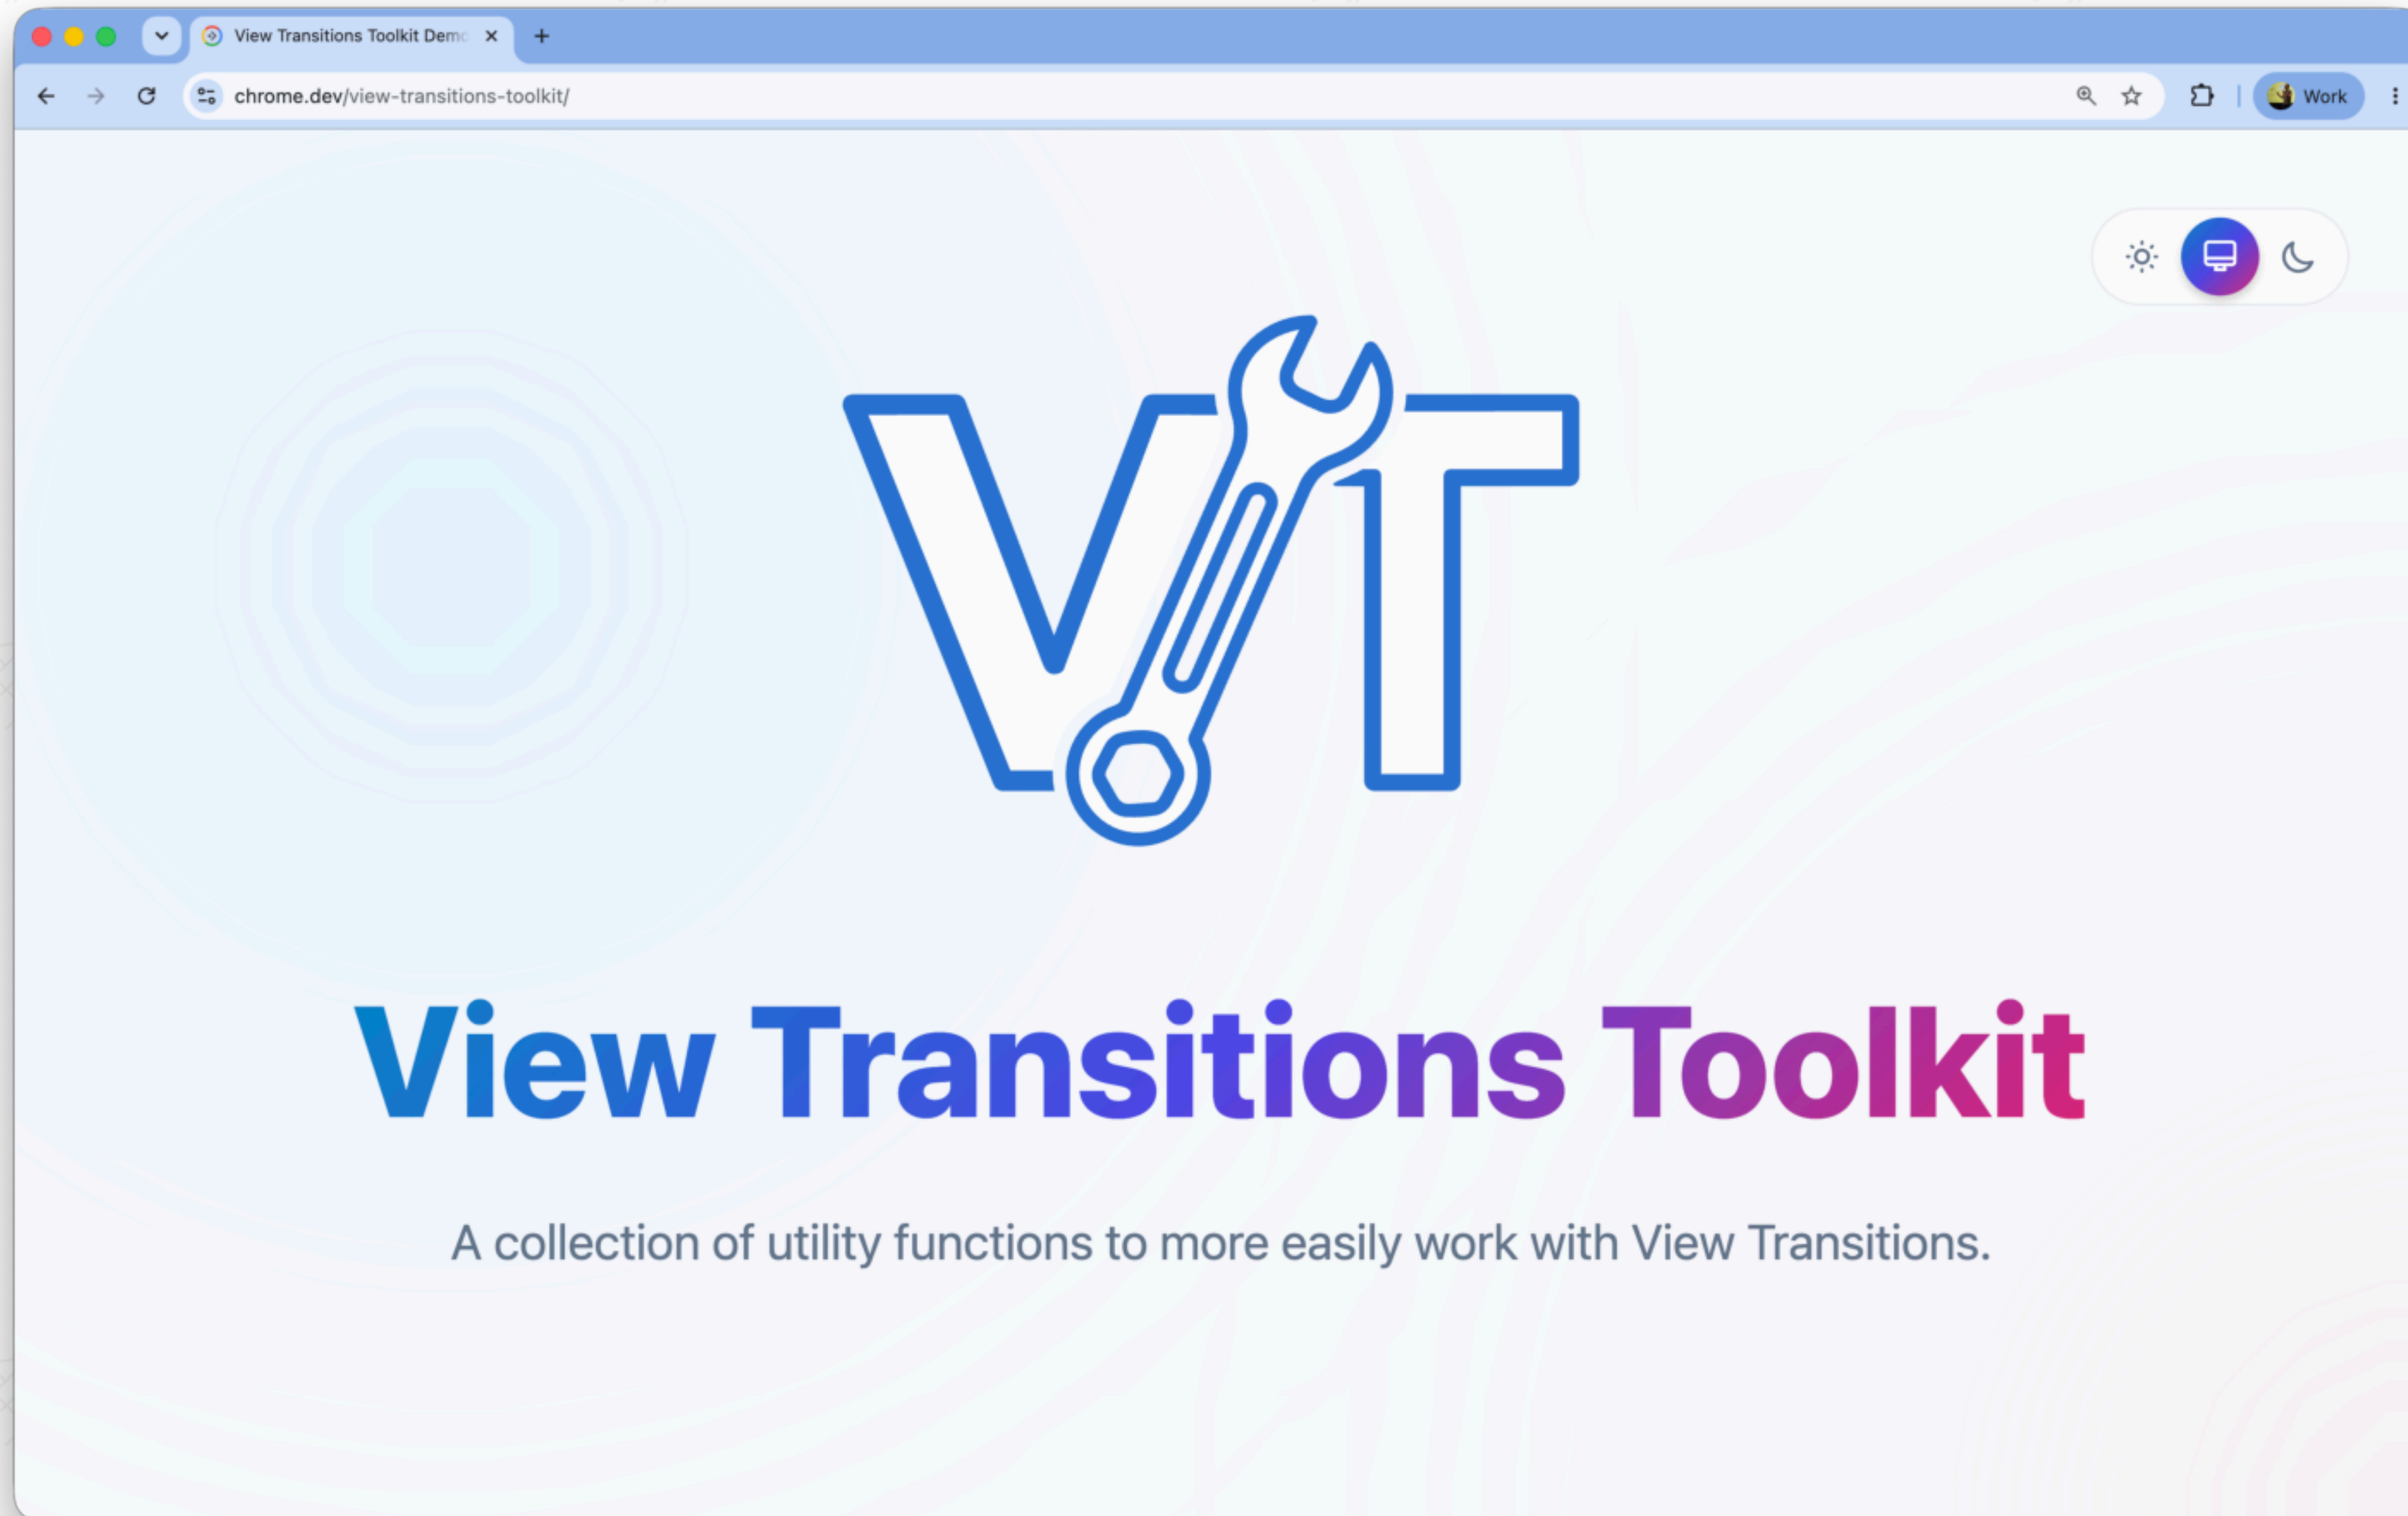 View Transitions Toolkit Demo
chrome.dev/view-transitions-toolkit/
Work
VT
View Transitions Toolkit
A collection of utility functions to more easily work with View Transitions.